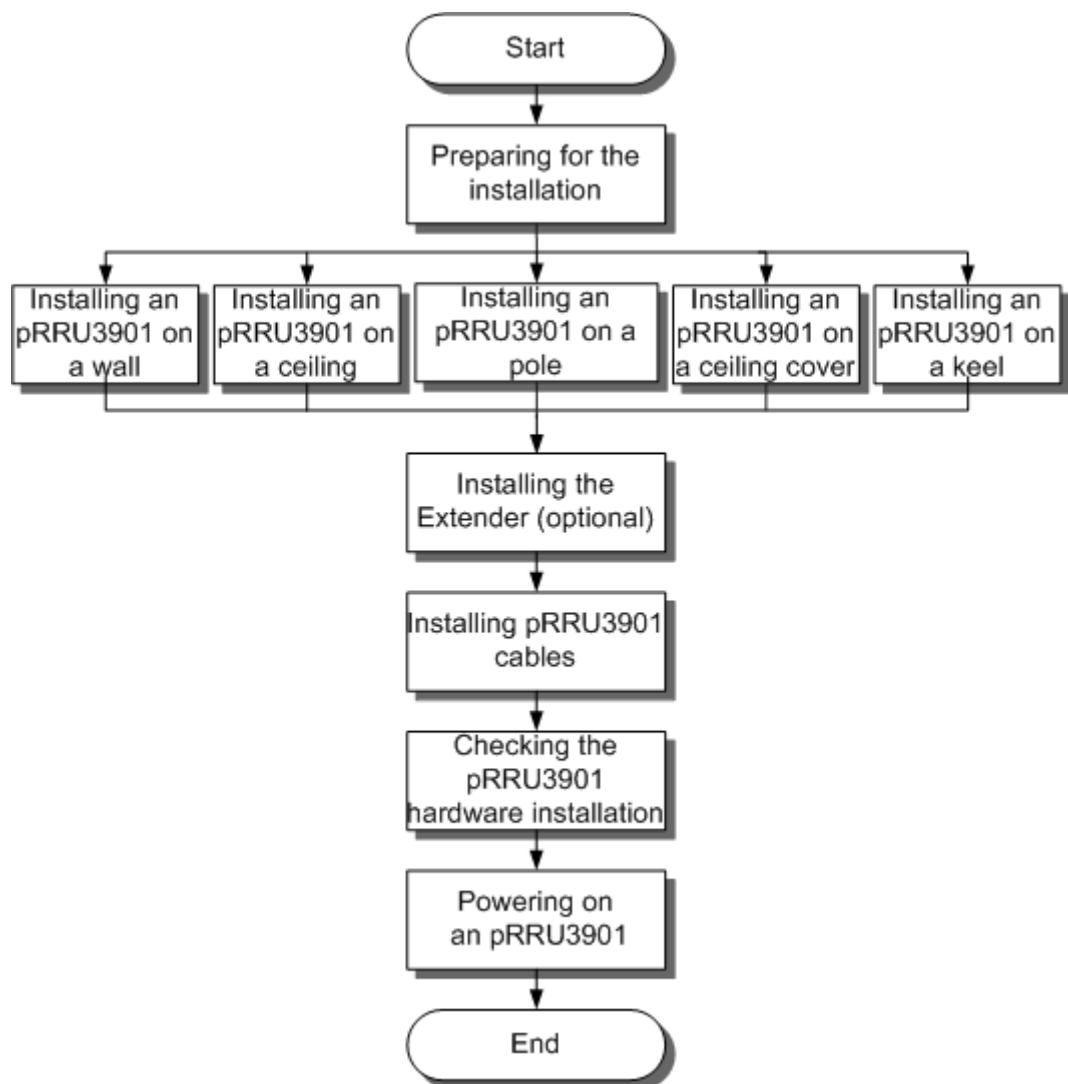 Start
Preparing for the
installation
Installing an
pRRU3901 on
a wall
Installing an
pRRU3901 on
a ceiling
Installing an
pRRU3901 on a
pole
Installing an
pRRU3901 on
a ceiling cover
Installing an
pRRU3901 on
a keel
Installing the
Extender (optional)
Installing pRRU3901
cables
Checking the
pRRU3901
hardware installation
Powering on
an pRRU3901
End